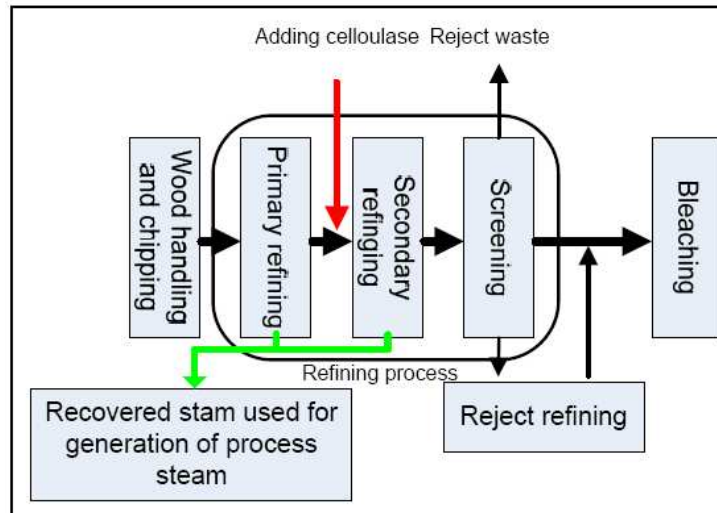 Adding celloulase Reject waste
Wood handling
and chipping
Primary refining
Secondary
refinging
Screening
Bleaching
Refining process
Recovered stam used for
generation of process
steam
Reject refining